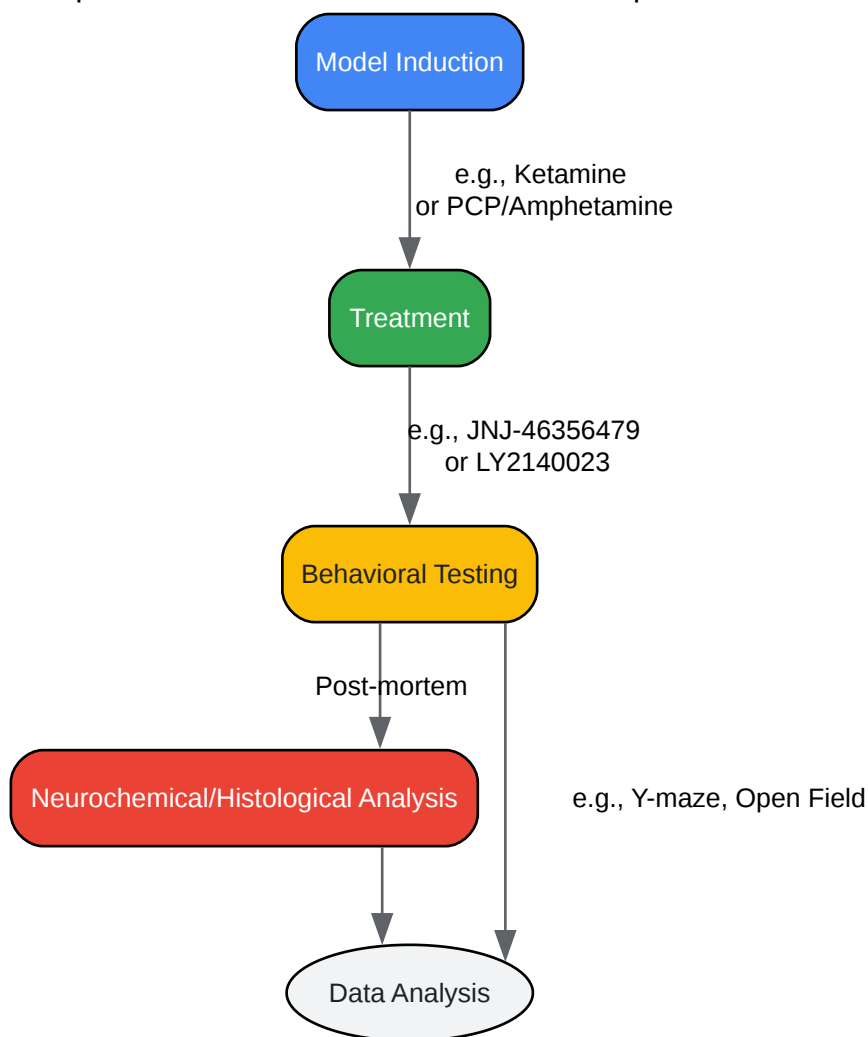 Model Induction
e.g., Ketamine
or PCP/Amphetamine
Treatment
e.g., JNJ-46356479
or LY2140023
Behavioral Testing
Post-mortem
Neurochemical/Histological Analysis
e.g., Y-maze, Open Field
Data Analysis